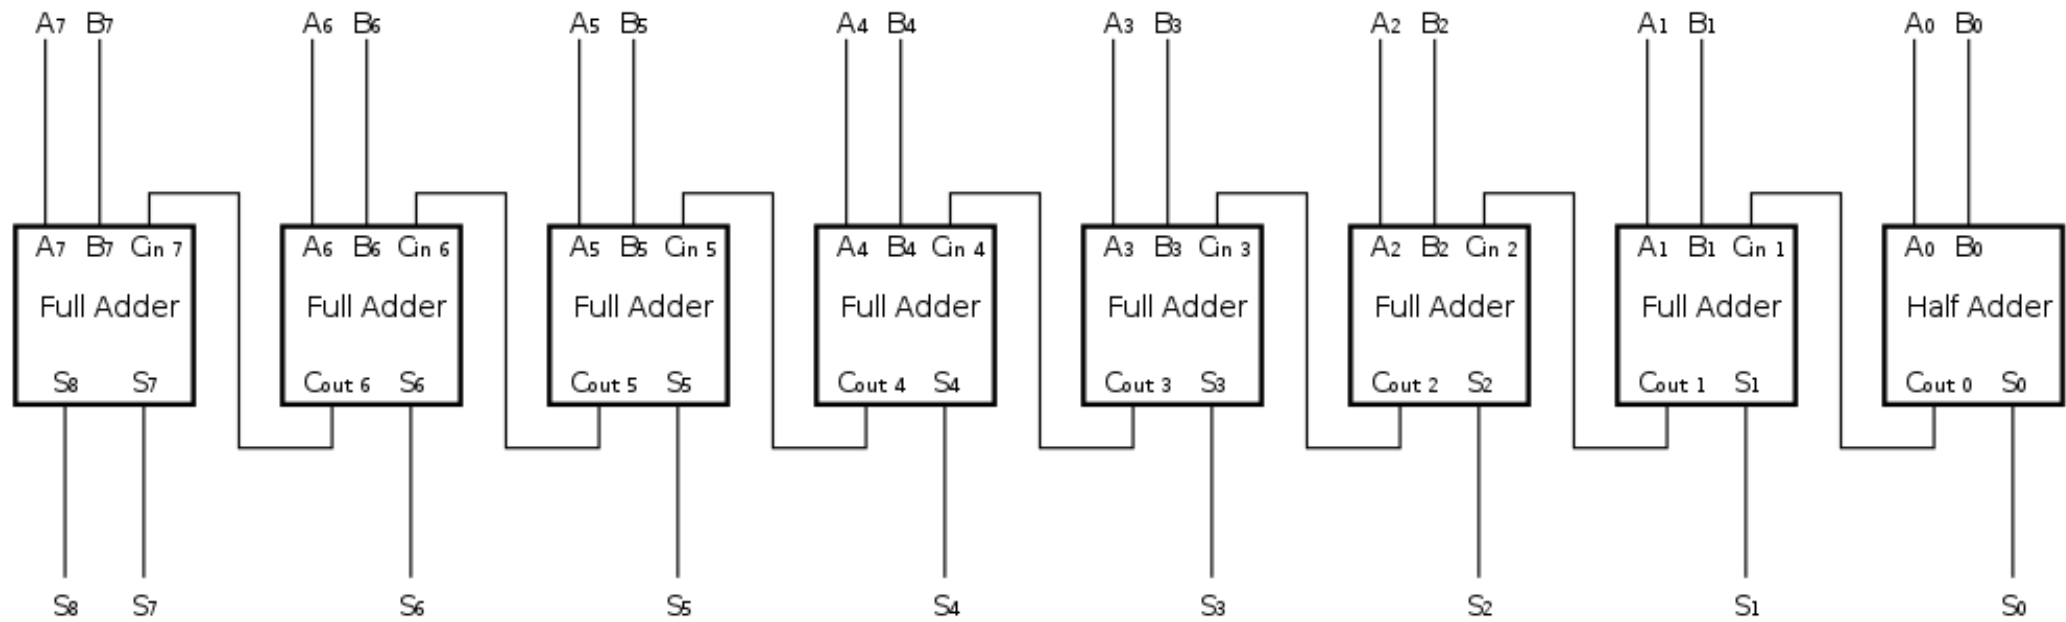 A7 B7 A6 B6 A5 B5 A4 B4 A3 B3 A2 B2 A1 B1 A0 B0
A7 B7 Cin 7 A6 B6 Cin 6 A5 B5 Cin 5 A4 B4 Cin 4 A3 B3 Cin 3 A2 B2 Cin 2 A1 B1 Cin 1 A0 B0
Full Adder Full Adder Full Adder Full Adder Full Adder Full Adder Full Adder Half Adder
S8 S7 Cout 6 S6 Cout 5 S5 Cout 4 S4 Cout 3 S3 Cout 2 S2 Cout 1 S1 Cout 0 S0
S8 S7 S6 S5 S4 S3 S2 S1 S0